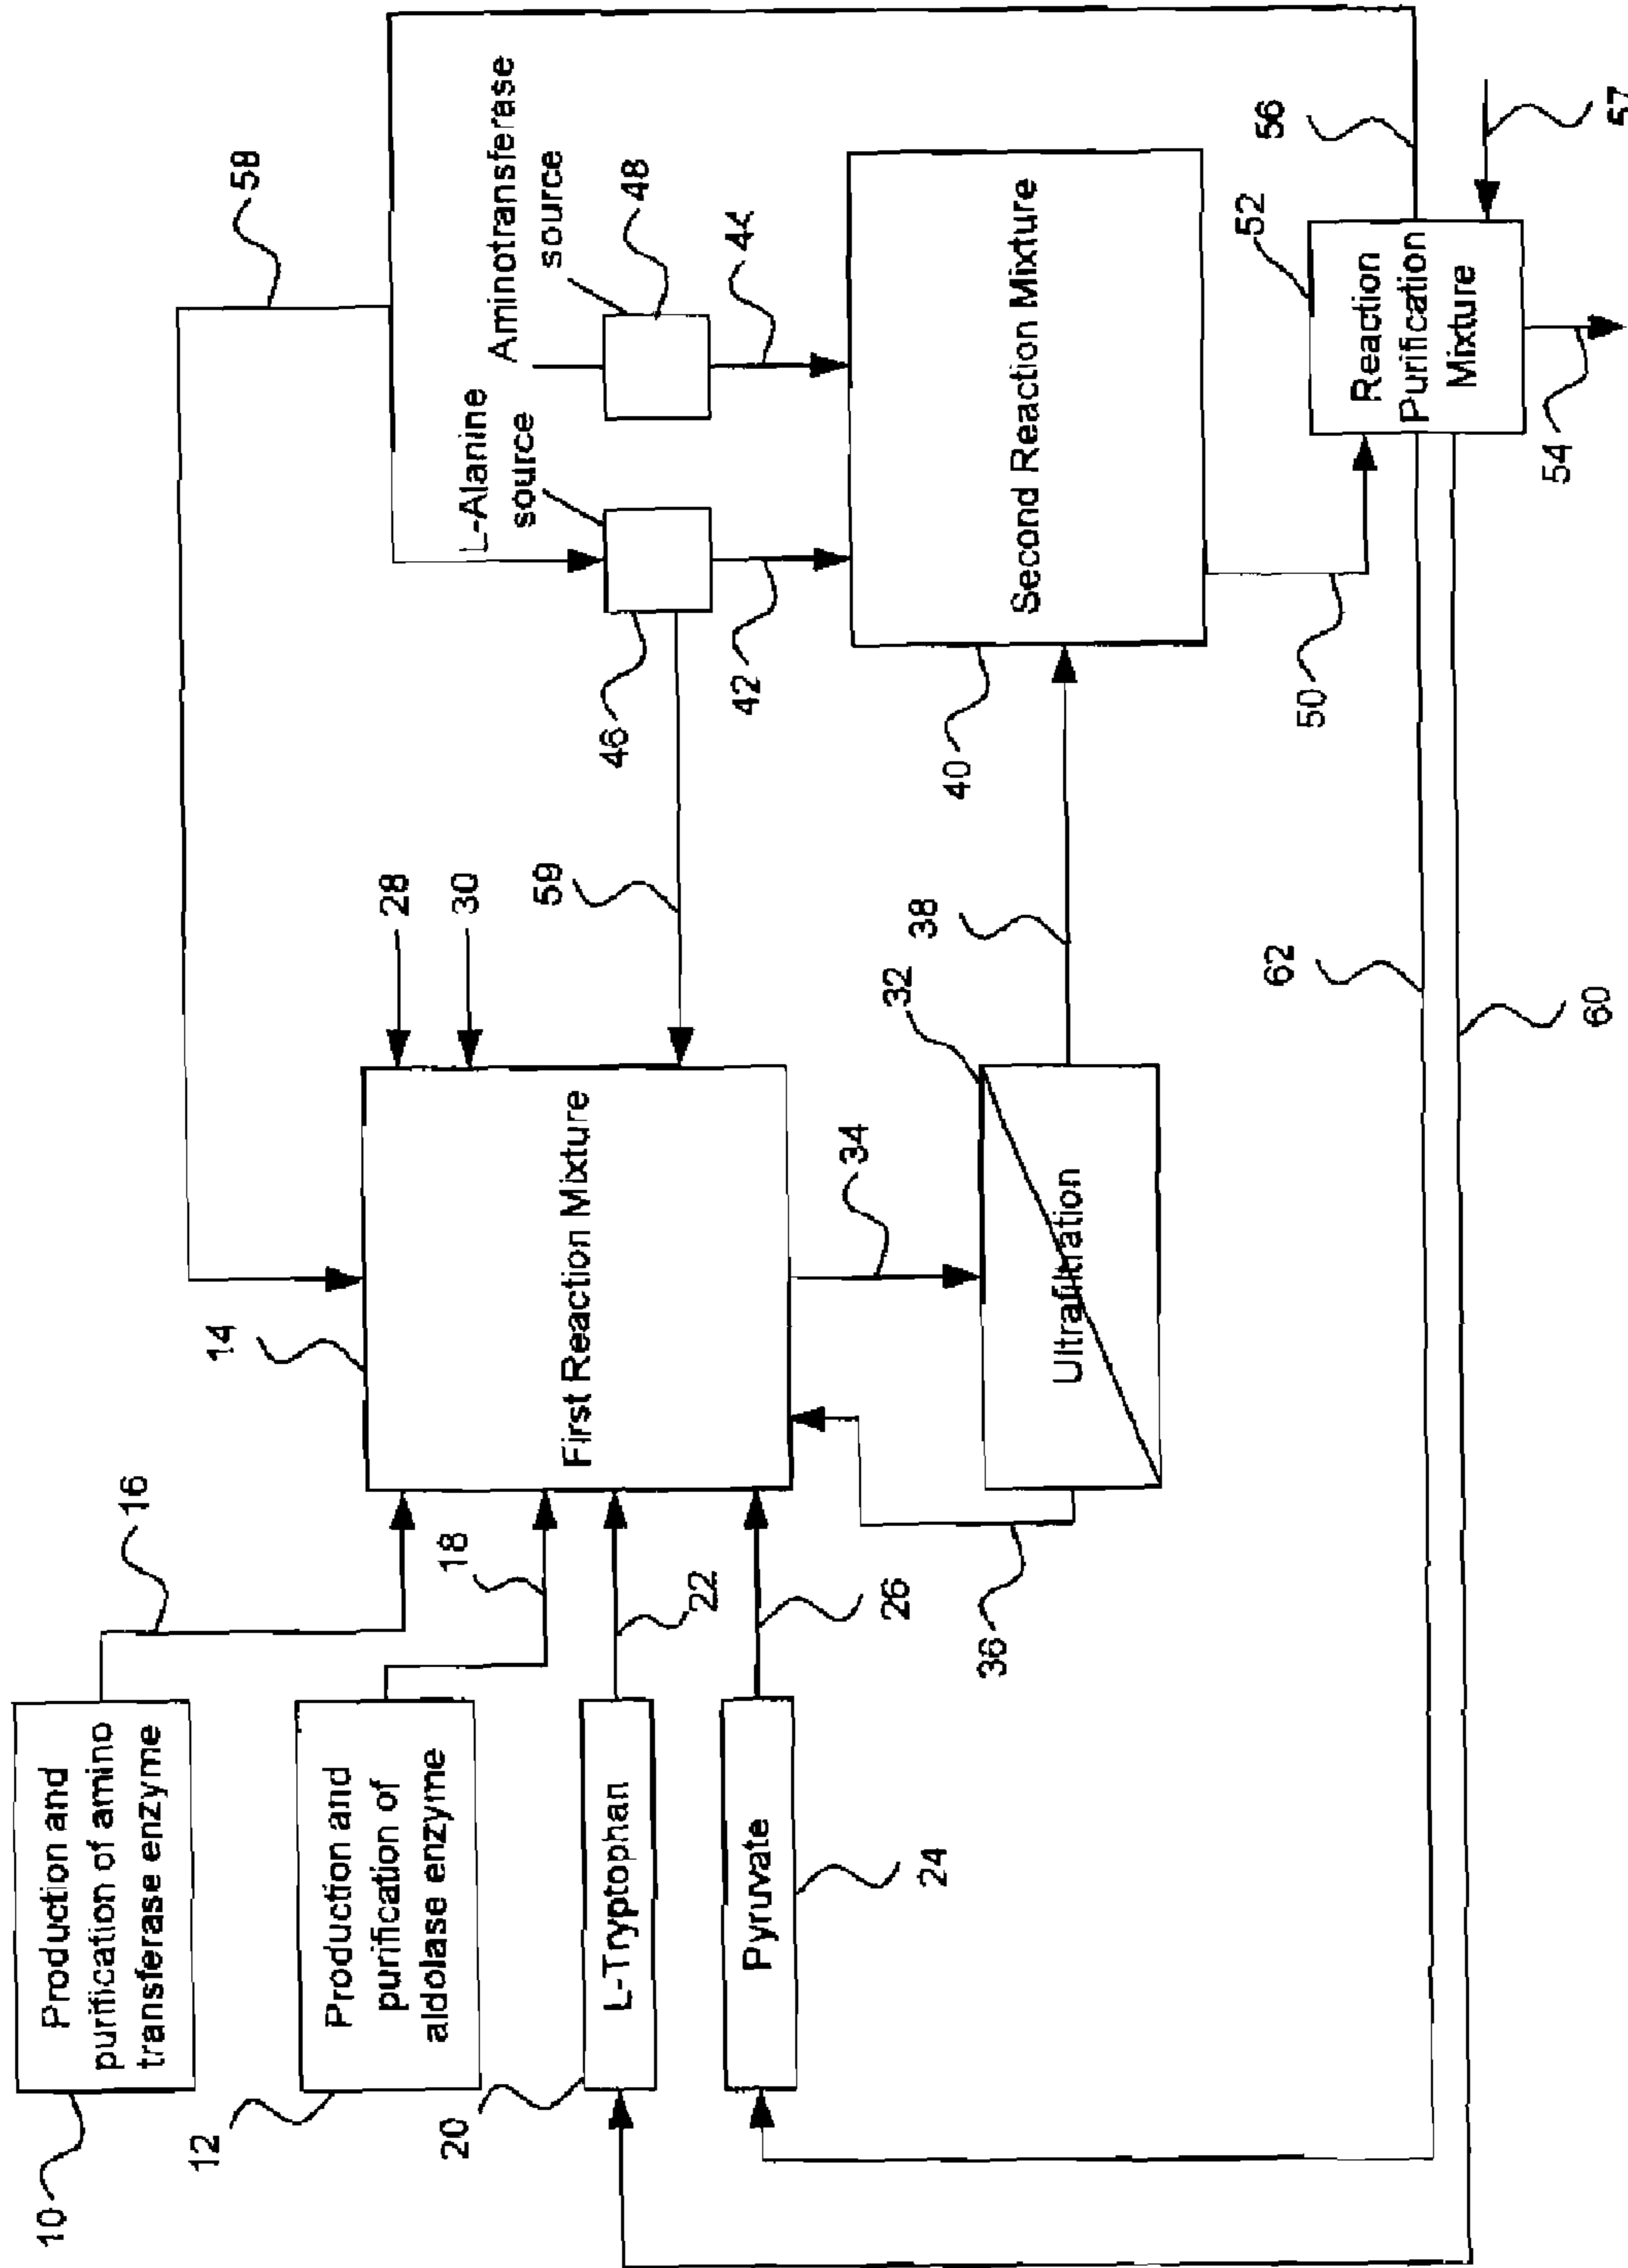 10
Production and
purification of amino
transferase enzyme
16
12
Production and
purification of
aldolase enzyme
18
20
L-Tryptophan
22
Pyruvate
24
26
14
First Reaction Mixture
28
30
58
59
34
36
32
Ultrafiltration
38
L-Alanine
source
Aminotransferase
source
46
48
42
44
40
Second Reaction Mixture
50
52
Reaction
Purification
Mixture
54
56
57
62
60